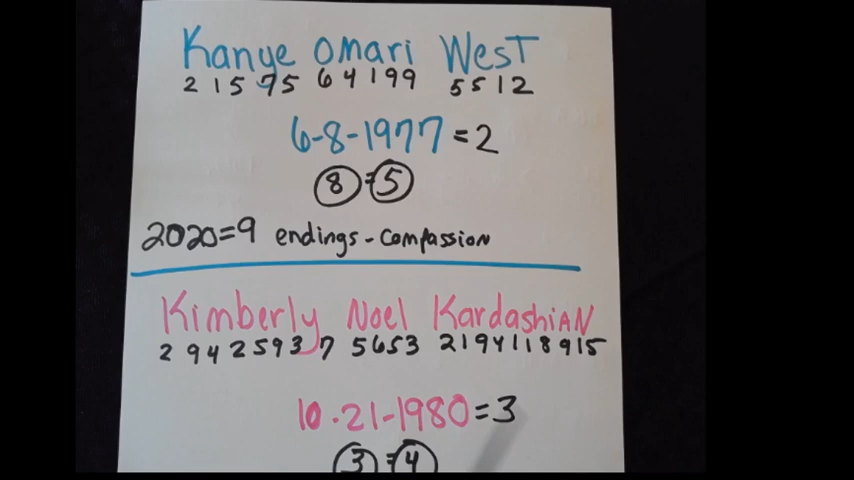 Kanye Omari West
2 1 5 75 6 4 1 9 9 5 5 1 2
6-8-1977 = 2
8 = 5
2020=9 endings - compassion
Kimberly Noel Kardashian
2 9 4 2 5 9 3 7 5 6 5 3 2 1 9 4 1 1 8 9 1 5
10-21-1980 = 3
3 = 4